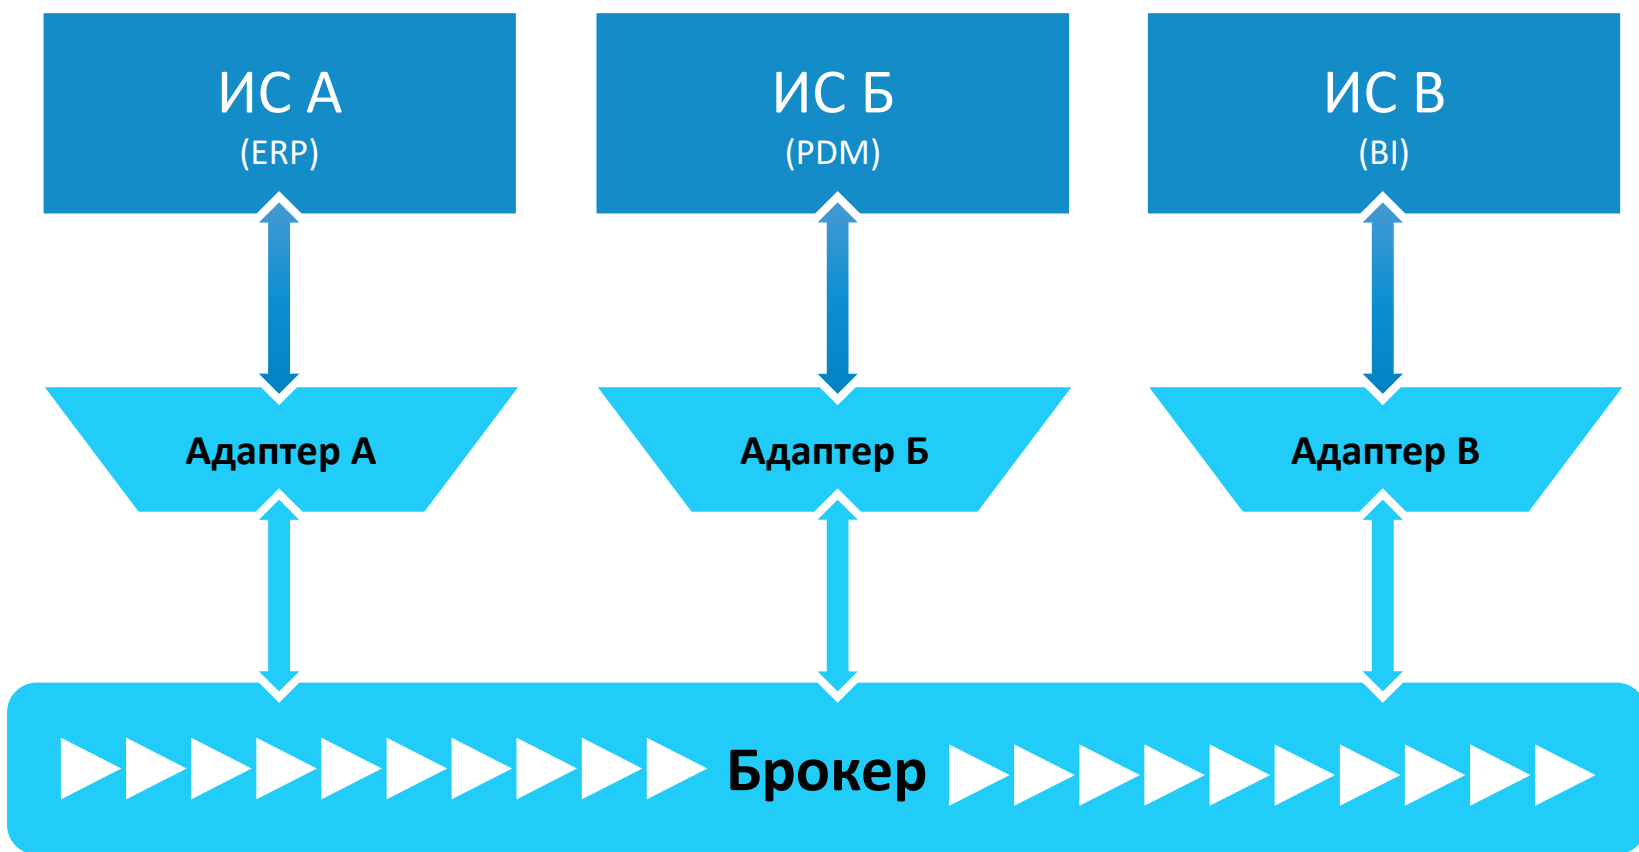 ИС А
(ERP)
ИС Б
(PDM)
ИС В
(BI)
Адаптер А
Адаптер Б
Адаптер В
Брокер